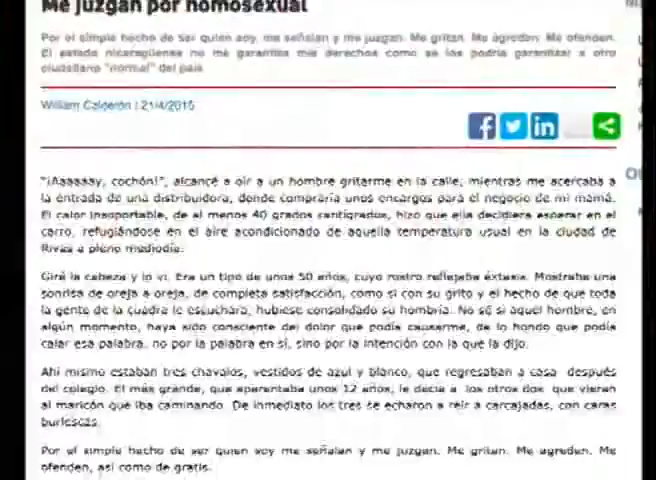 Me juzgan por homosexual
Por el simple hecho de ser quien soy, me señalan y me juzgan. Me gritan. Me agreden. Me ofenden.
El estado nicaragüense no me garantiza mis derechos como se los podría garantizar a otro
ciudadano "normal" del país
William Calderón | 21/4/2015
"¡Aaaaaay, cochón!", alcancé a oír a un hombre gritarme en la calle, mientras me acercaba a
la entrada de una distribuidora, donde compraría unos encargos para el negocio de mi mamá.
El calor insoportable, de al menos 40 grados centígrados, hizo que ella decidiera esperar en el
carro, refugiándose en el aire acondicionado de aquella temperatura usual en la ciudad de
Rivas a pleno mediodía.
Giré la cabeza y lo vi. Era un tipo de unos 50 años, cuyo rostro reflejaba éxtasis. Mostraba una
sonrisa de oreja a oreja, de completa satisfacción, como si con su grito y el hecho de que toda
la gente de la cuadra le escuchara, hubiese consolidado su hombría. No sé si aquel hombre, en
algún momento, haya sido consciente del dolor que podía causarme, de lo hondo que podía
calar esa palabra, no por la palabra en sí, sino por la intención con la que la dijo.
Ahí mismo estaban tres chavalos, vestidos de azul y blanco, que regresaban a casa después
del colegio. El más grande, que aparentaba unos 12 años, le decía a los otros dos que vieran
al maricón que iba caminando. De inmediato los tres se echaron a reír a carcajadas, con caras
burlescas.
Por el simple hecho de ser quien soy me señalan y me juzgan. Me gritan. Me agreden. Me
ofenden, así como de gratis.